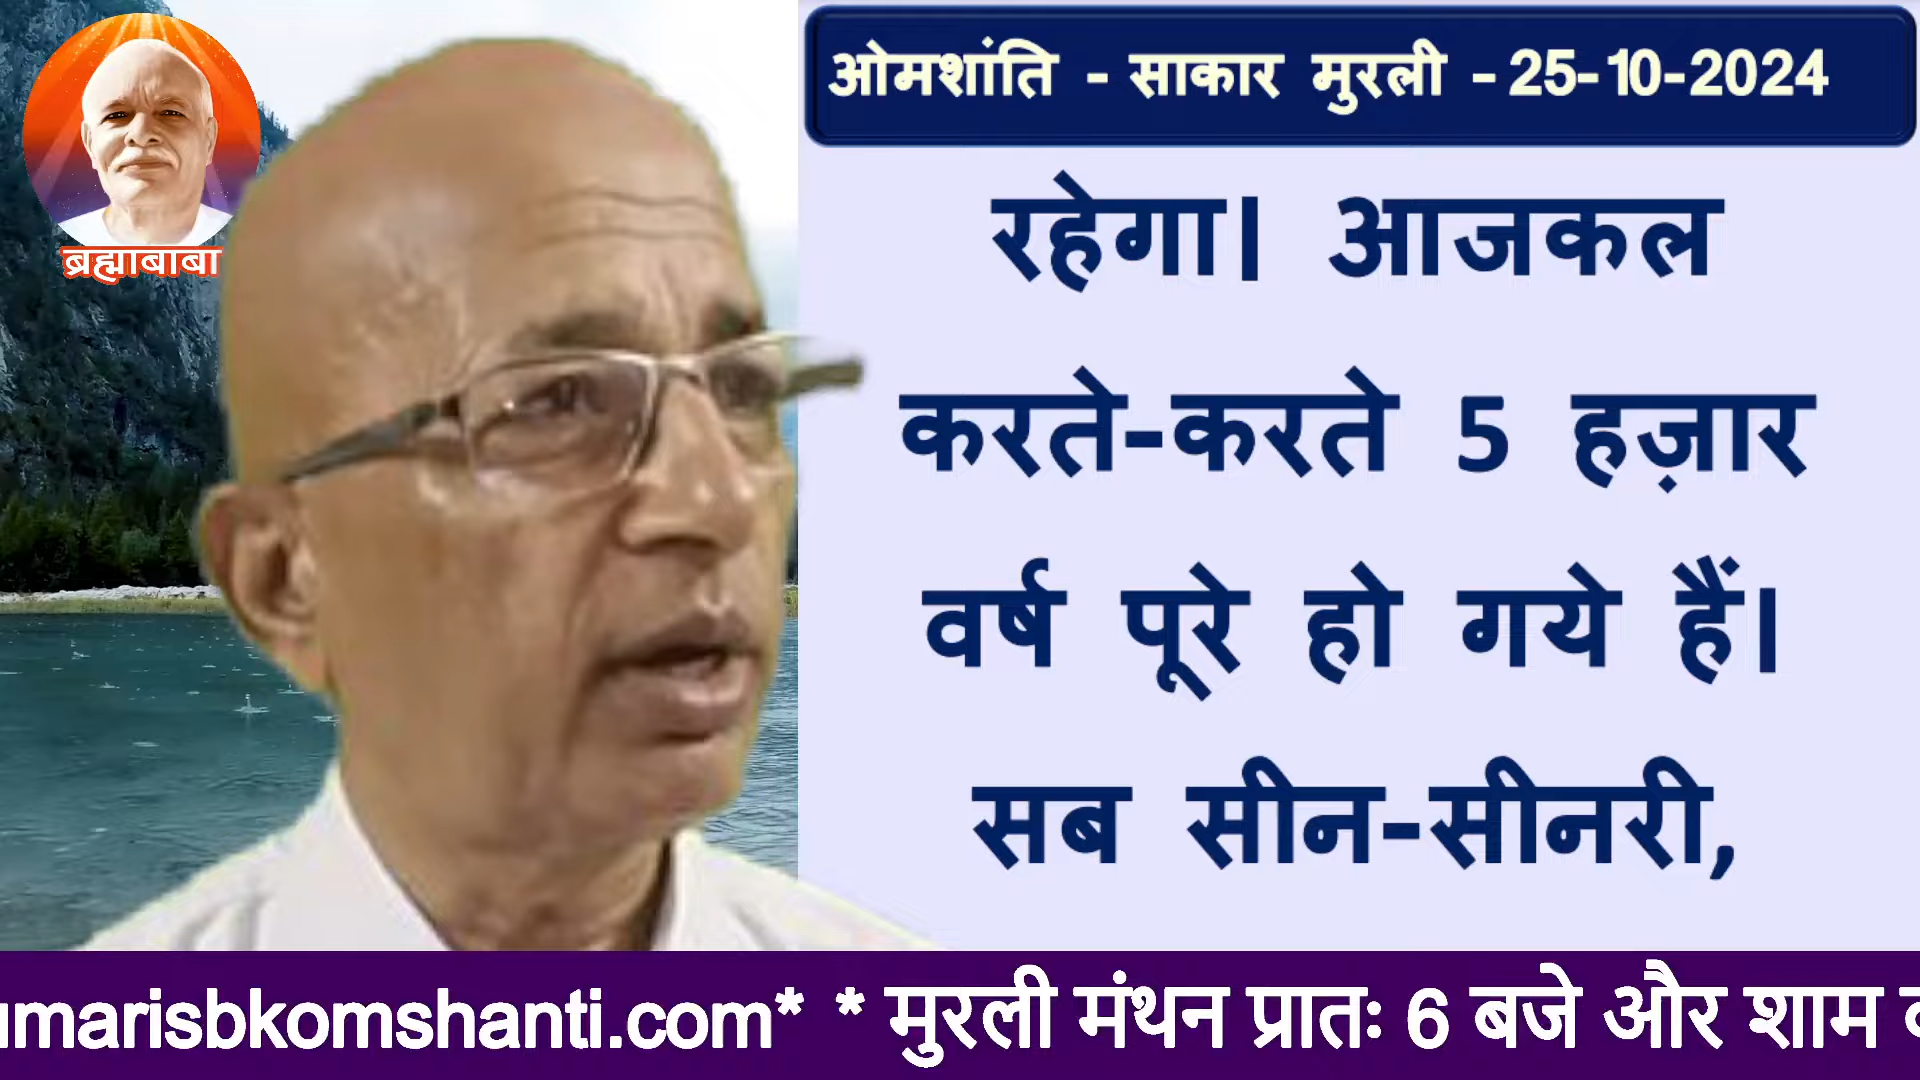 ओमशांति - साकार मुरली - 25-10-2024
ब्रह्माबाबा
रहेगा। आजकल
करते-करते 5 हज़ार
वर्ष पूरे हो गये हैं।
सब सीन-सीनरी,
umarisbkomshanti.com* * मुरली मंथन प्रातः 6 बजे और शाम